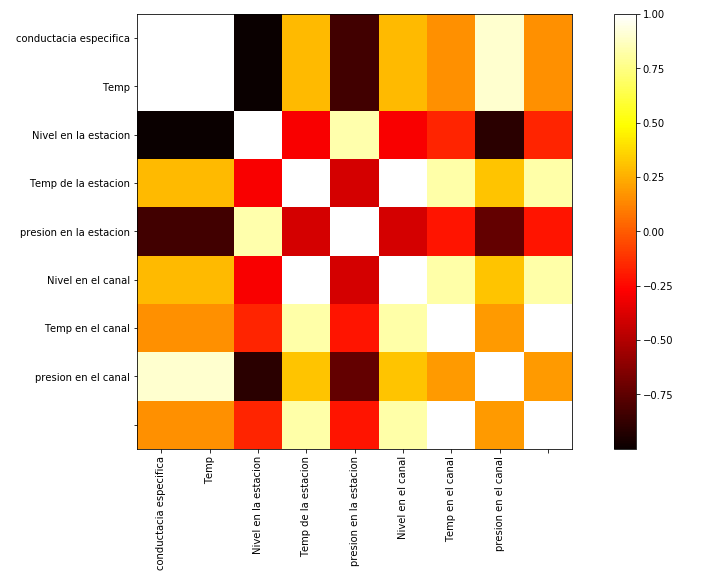 conductacia especifica
Temp
Nivel en la estacion
Temp de la estacion
presion en la estacion
Nivel en el canal
Temp en el canal
presion en el canal
conductacia especifica
Temp
Nivel en la estacion
Temp de la estacion
presion en la estacion
Nivel en el canal
Temp en el canal
presion en el canal
1.00
0.75
0.50
0.25
0.00
−0.25
−0.50
−0.75